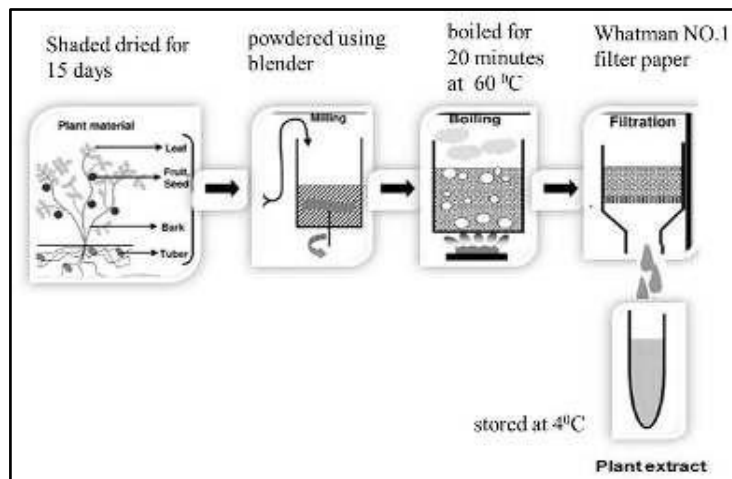 Shaded dried for
15 days
powdered using
blender
boiled for
20 minutes
at 60 ⁰C
Whatman NO.1
filter paper
Plant material
Leaf
Fruit,
Seed
Bark
Tuber
Milling
Boiling
Filtration
stored at 4⁰C
Plant extract